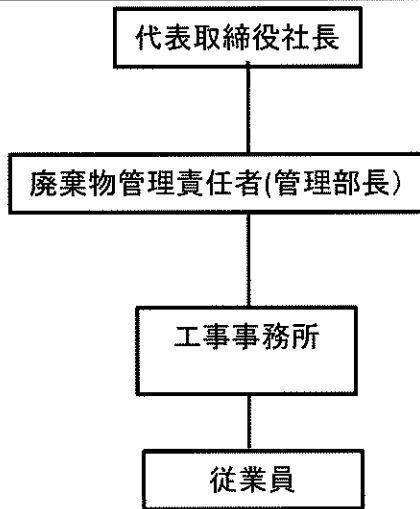 代表取締役社長
廃棄物管理責任者(管理部長)
工事事務所
従業員